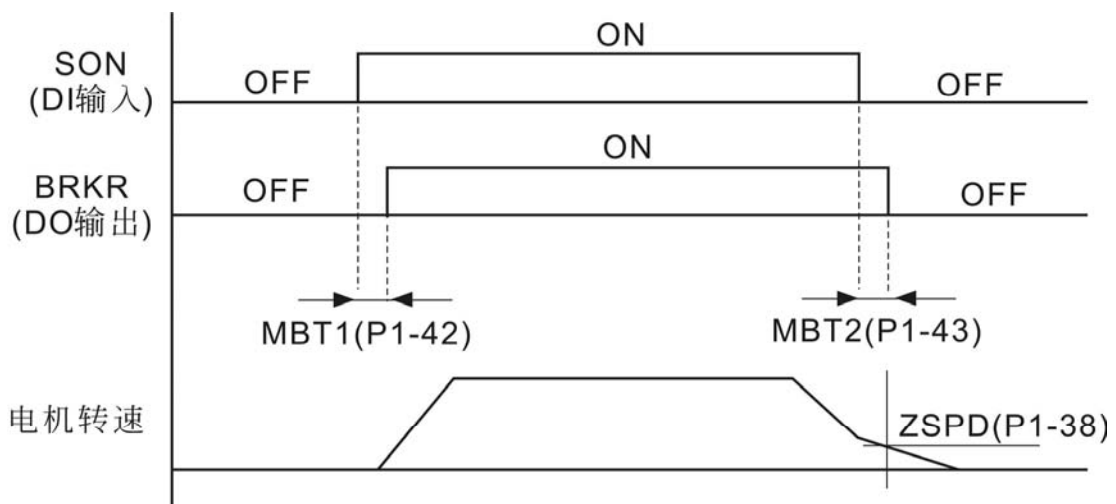 ON
SON
(DI输入)
OFF
OFF
ON
BRKR
(DO输出)
OFF
OFF
MBT1(P1-42)
MBT2(P1-43)
电机转速
ZSPD(P1-38)